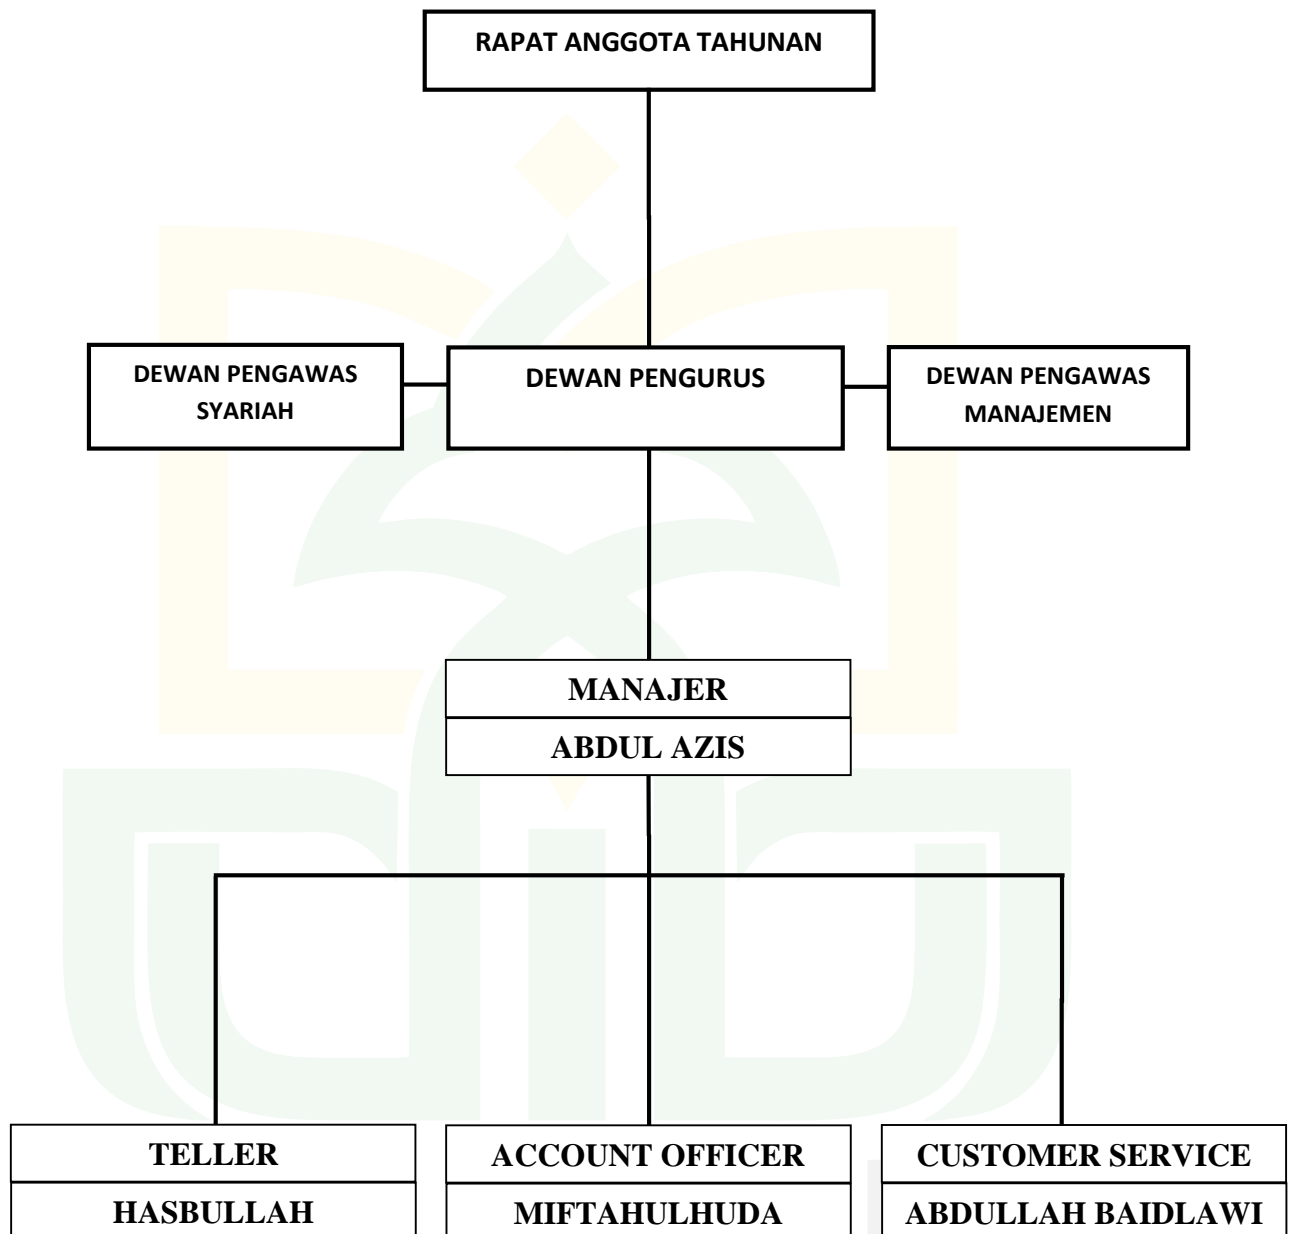 RAPAT ANGGOTA TAHUNAN
DEWAN PENGAWAS
SYARIAH
DEWAN PENGURUS
DEWAN PENGAWAS
MANAJEMEN
MANAJER
ABDUL AZIS
TELLER
HASBULLAH
ACCOUNT OFFICER
MIFTAHULHUDA
CUSTOMER SERVICE
ABDULLAH BAIDLAWI